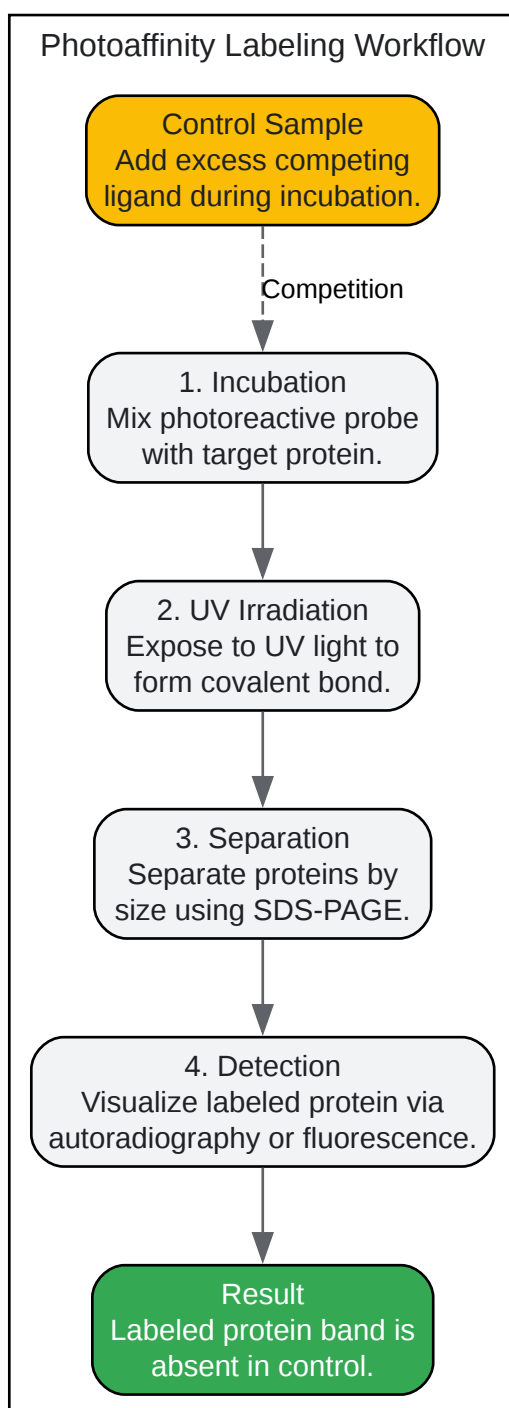 Photoaffinity Labeling Workflow
Control Sample
Add excess competing
ligand during incubation.
Competition
1. Incubation
Mix photoreactive probe
with target protein.
2. UV Irradiation
Expose to UV light to
form covalent bond.
3. Separation
Separate proteins by
size using SDS-PAGE.
4. Detection
Visualize labeled protein via
autoradiography or fluorescence.
Result
Labeled protein band is
absent in control.